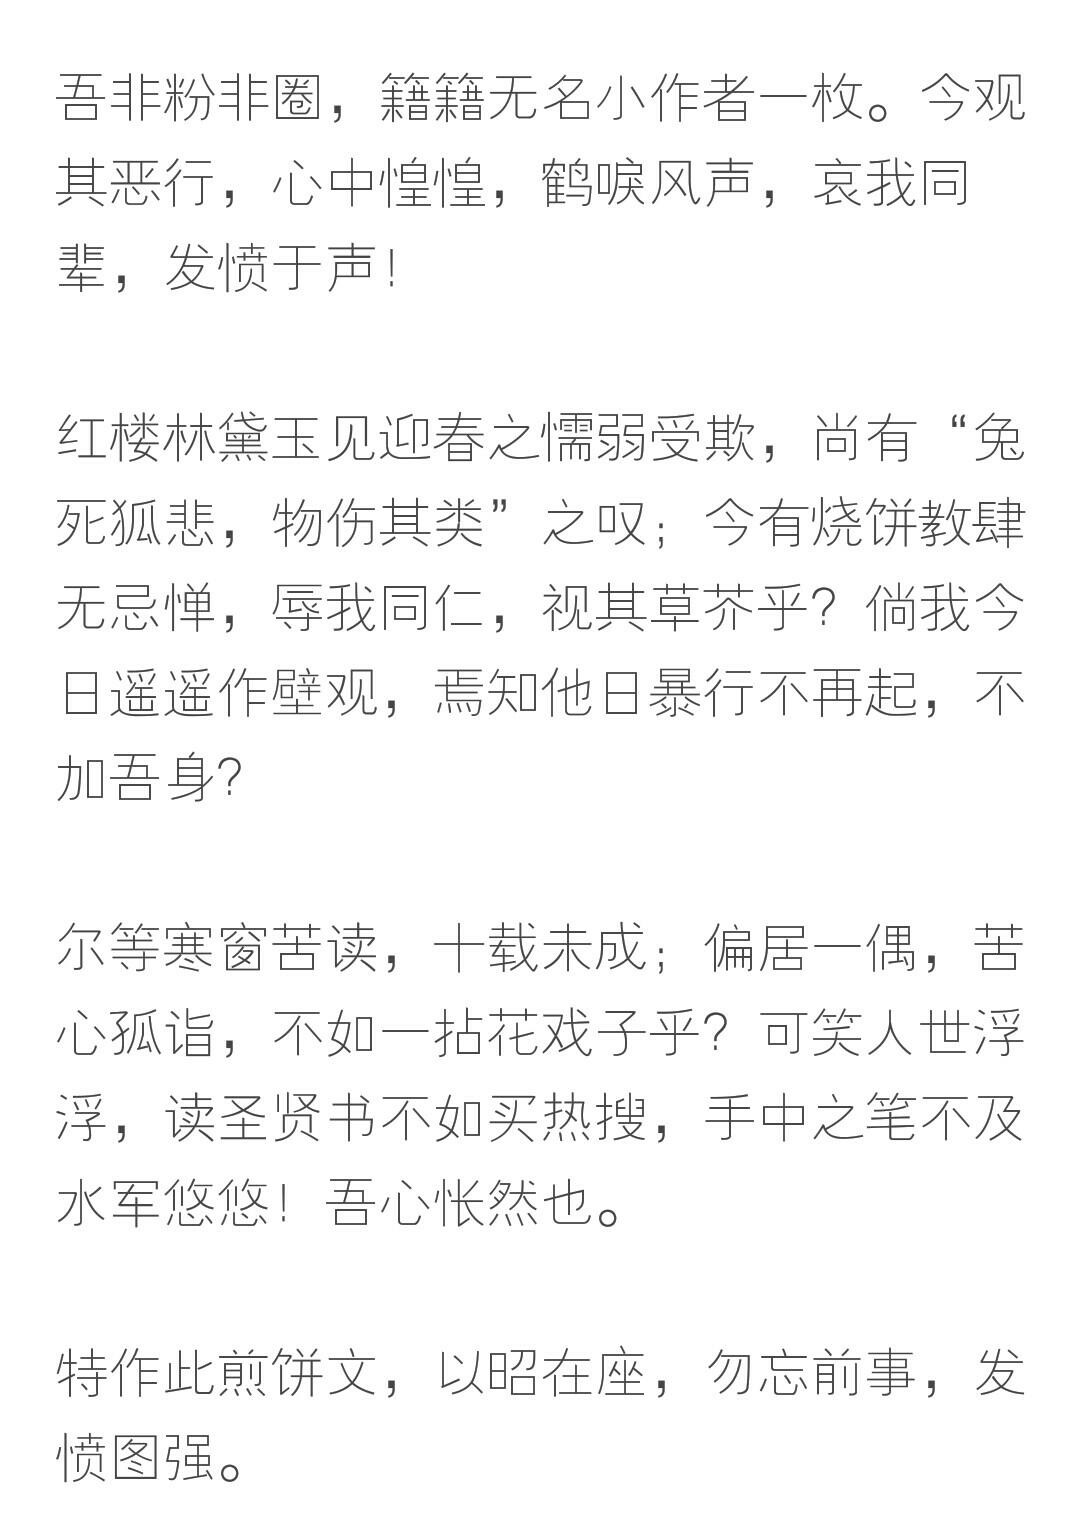 吾非粉非圈，籍籍无名小作者一枚。今观
其恶行，心中惶惶，鹤唳风声，哀我同
辈，发愤于声！
红楼林黛玉见迎春之懦弱受欺，尚有“兔
死狐悲，物伤其类”之叹；今有烧饼教肆
无忌惮，辱我同仁，视其草芥乎？倘我今
日遥遥作壁观，焉知他日暴行不再起，不
加吾身？
尔等寒窗苦读，十载未成；偏居一偶，苦
心孤诣，不如一拈花戏子乎？可笑人世浮
浮，读圣贤书不如买热搜，手中之笔不及
水军悠悠！吾心怅然也。
特作此煎饼文，以昭在座，勿忘前事，发
愤图强。